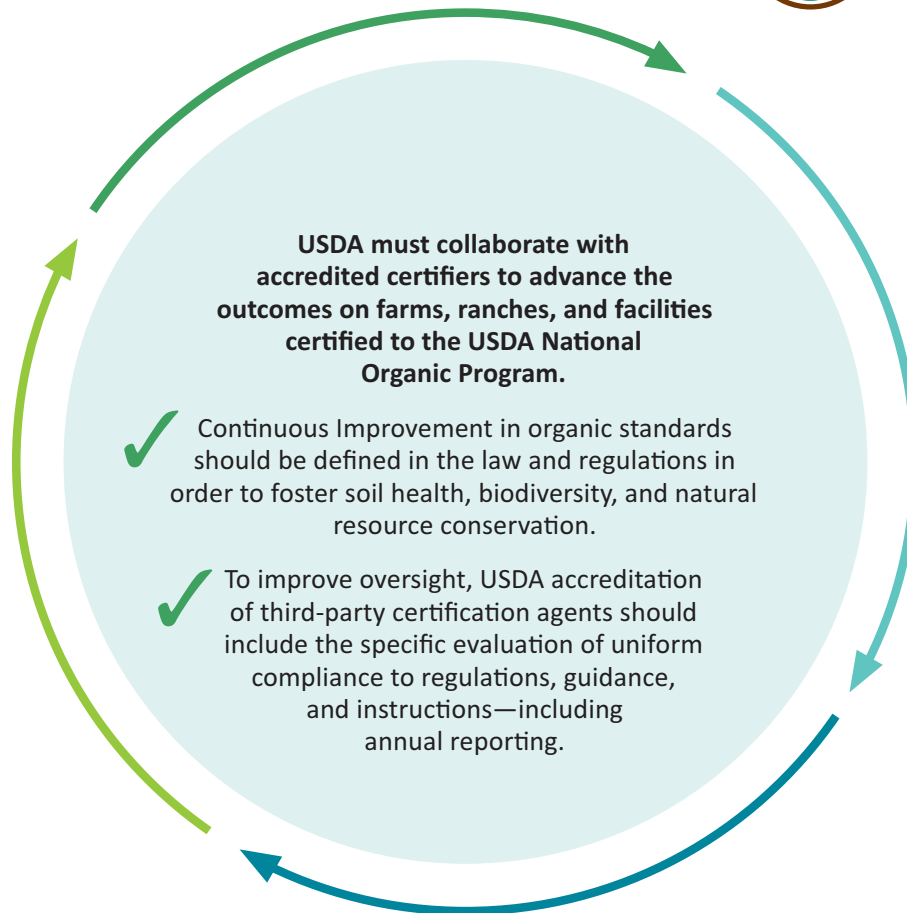 USDA must collaborate with
accredited certifiers to advance the
outcomes on farms, ranches, and facilities
certified to the USDA National
Organic Program.
Continuous Improvement in organic standards
should be defined in the law and regulations in
order to foster soil health, biodiversity, and natural
resource conservation.
To improve oversight, USDA accreditation
of third-party certification agents should
include the specific evaluation of uniform
compliance to regulations, guidance,
and instructions—including
annual reporting.